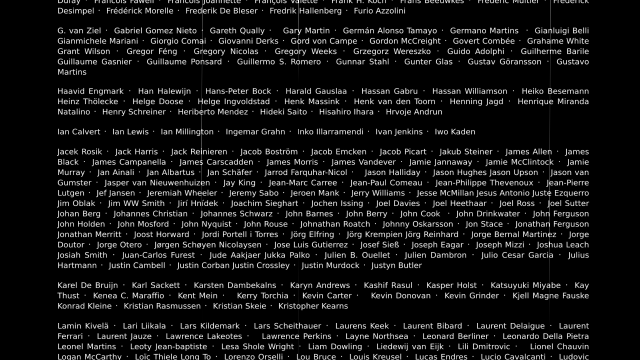 Duray · Francois Fawell · Francois Joannette · François Valette · Frank H. Koch · Frans Beeuwkes · Frederic Multier · Frederick
Desimpel · Frédérick Morelle · Frederik De Bleser · Fredrik Hallenberg · Furio Azzolini
G. van Ziel · Gabriel Gomez Nieto · Gareth Qually · Gary Martin · Germán Alonso Tamayo · Germano Martins · Gianluigi Belli
Gianmichele Mariani · Giorgio Comai · Giovanni Derks · Gord von Campe · Gordon McCreight · Govert Combée · Grahame White
Grant Wilson · Gregor Féng · Gregory Nicolas · Gregory Weeks · Grzegorz Wereszko · Guido Adolphi · Guilherme Barile
Guillaume Gasnier · Guillaume Ponsard · Guillermo S. Romero · Gunnar Stahl · Gunter Glas · Gustav Göransson · Gustavo
Martins
Haavid Engmark · Han Halewijn · Hans-Peter Bock · Harald Gauslaa · Hassan Gabru · Hassan Williamson · Heiko Besemann
Heinz Thölecke · Helge Doose · Helge Ingvoldstad · Henk Massink · Henk van den Toorn · Henning Jagd · Henrique Miranda
Natalino · Henry Schreiner · Heriberto Mendez · Hideki Saito · Hisahiro Ihara · Hrvoje Andrun
Ian Calvert · Ian Lewis · Ian Millington · Ingemar Grahn · Inko Illarramendi · Ivan Jenkins · Iwo Kaden
Jacek Rosik · Jack Harris · Jack Reinieren · Jacob Boström · Jacob Emcken · Jacob Picart · Jakub Steiner · James Allen · James
Black · James Campanella · James Carscadden · James Morris · James Vandever · Jamie Jannaway · Jamie McClintock · Jamie
Murray · Jan Ainali · Jan Albartus · Jan Schäfer · Jarrod Farquhar-Nicol · Jason Halliday · Jason Hughes Jason Upson · Jason van
Gumster · Jasper van Nieuwenhuizen · Jay King · Jean-Marc Carree · Jean-Paul Comeau · Jean-Philippe Thevenoux · Jean-Pierre
Lutgen · Jef Jansen · Jeremiah Wheeler · Jeremy Sabo · Jeroen Mank · Jerry Williams · Jesse McMillan Jesus Antonio Juste Ezquerro
Jim Oblak · Jim WW Smith · Jirí Hnídek · Joachim Sieghart · Jochen Issing · Joel Davies · Joel Heethaar · Joel Ross · Joel Sutter
Johan Berg · Johannes Christian · Johannes Schwarz · John Barnes · John Berry · John Cook · John Drinkwater · John Ferguson
John Holden · John Mosford · John Nyquist · John Rouse · Johnathan Roatch · Johnny Oskarsson · Jon Stace · Jonathan Ferguson
Jonathan Merritt · Joost Horward · Jordi Portell i Torres · Jörg Elfring · Jörg Krempien Jörg Reinhard · Jorge Bernal Martinez · Jorge
Doutor · Jorge Otero · Jørgen Schøyen Nicolaysen · Jose Luis Gutierrez · Josef Sieß · Joseph Eagar · Joseph Mizzi · Joshua Leach
Josiah Smith · Juan-Carlos Furest · Jude Aakjaer Jukka Palko · Julien B. Ouellet · Julien Dambron · Julio Cesar Garcia · Julius
Hartmann · Justin Cambell · Justin Corban Justin Crossley · Justin Murdock · Justyn Butler
Karel De Bruijn · Karl Sackett · Karsten Dambekalns · Karyn Andrews · Kashif Rasul · Kasper Holst · Katsuyuki Miyabe · Kay
Thust · Kenea C. Maraffio · Kent Mein · Kerry Torchia · Kevin Carter · Kevin Donovan · Kevin Grinder · Kjell Magne Fauske
Konrad Kleine · Kristian Rasmussen · Kristian Skeie · Kristopher Kerns
Lamin Kivelä · Lari Liikala · Lars Kildemark · Lars Scheithauer · Laurens Keek · Laurent Bibart · Laurent Delaigue · Laurent
Ferrari · Laurent Jauze · Lawrence Lakeotes · Lawrence Perkins · Layne Northwood · Leonard Berliner · Leonardo Della Pietra
Leonel Martins · Leoty Jean-baptiste · Lesa Shole Wright · Liam Dowling · Liedewij van Eijk · Lili Dmitrovic · Lionel Chauvin
Logan McCarthy · Loic Thiele Long To · Lorenzo Orselli · Lou Bruce · Louis Kreusel · Lucas Endres · Lucio Cavalcanti · Ludovic